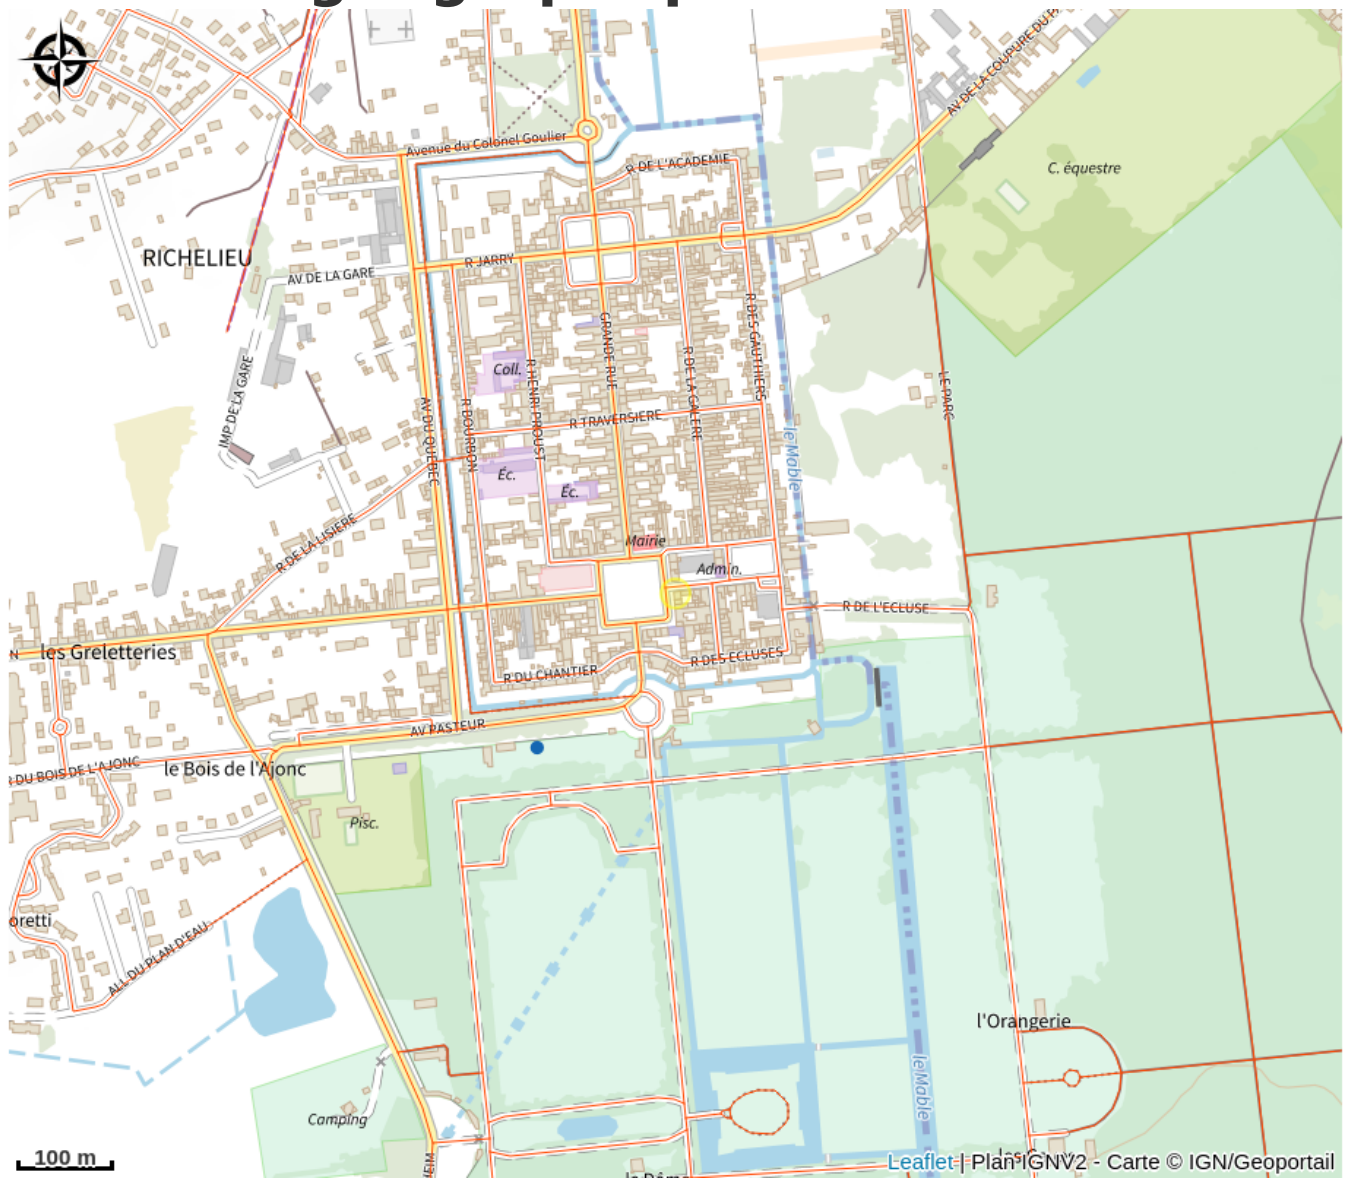 Avenue du Colonel Goulier
R DE L'ACADEMIE
AV DE LA COUPURE DU PA
C. équestre
RICHELIEU
AV DE LA GARE
R JARRY
IMP DE LA GARE
Coll.
R HENRI PROUST
GRANDE RUE
R DE LA GALERE
R DES GAUTHIERS
LE PARC
AV DU QUEBEC
R BOURBON
R TRAVERSIERE
le Mable
Éc.
Éc.
R DE LA LISIERE
Mairie
Admin.
R DE L'ECLUSE
N
les Greletteries
R DU CHANTIER
R DES ECLUSES
AV PASTEUR
R DU BOIS DE L'AJONC
le Bois de l'Ajonc
Pisc.
oretti
ALL DU PLAN D'EAU
l'Orangerie
le Mable
Camping
HEIM
100 m
Leaflet | Plan IGNV2 - Carte © IGN/Geoportail